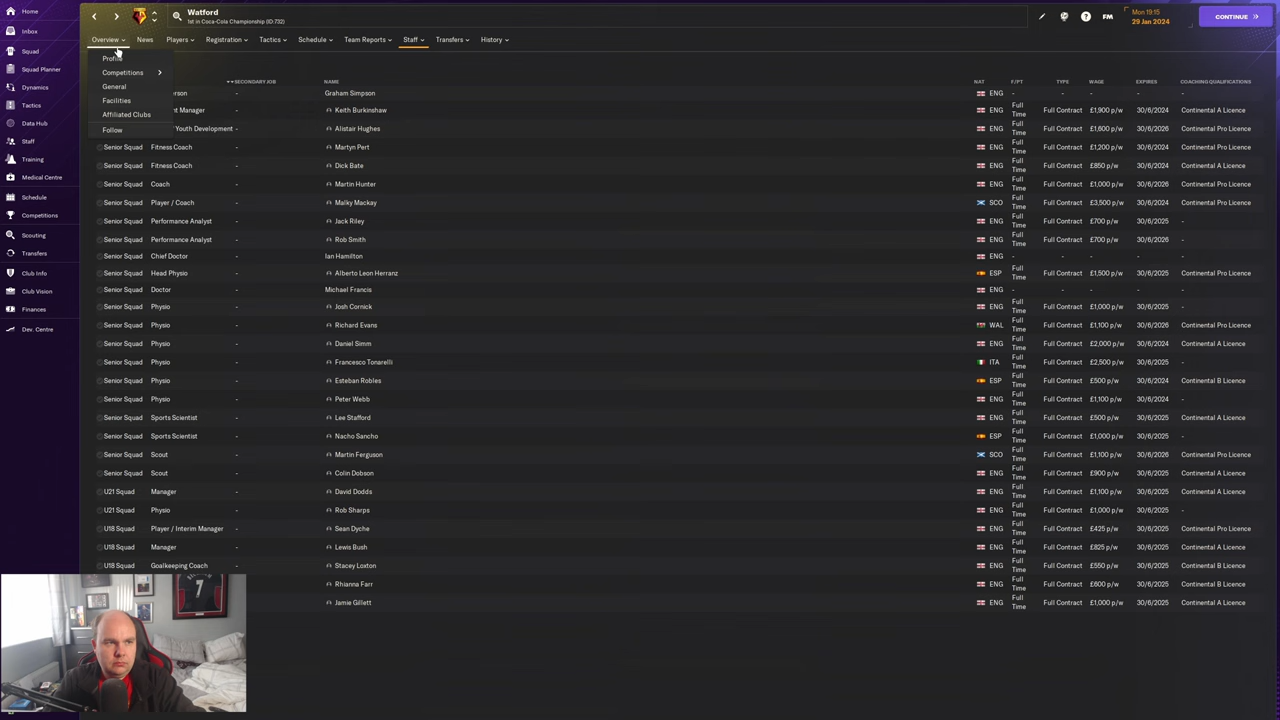 Home
Inbox
Squad
Squad Planner
Dynamics
Tactics
Data Hub
Staff
Training
Medical Centre
Schedule
Competitions
Scouting
Transfers
Club Info
Club Vision
Finances
Dev. Centre
Watford
1st in Coca-Cola Championship (ID:732)
FM
Mon 19:15
29 Jan 2024
CONTINUE
Overview News Players Registration Tactics Schedule Team Reports Staff Transfers History
Profile
Competitions
General
Facilities
Affiliated Clubs
Follow
SECONDARY JOB NAME NAT F/PT TYPE WAGE EXPIRES COACHING QUALIFICATIONS
erson - Graham Simpson ENG - - - - -
nt Manager - Keith Burkinshaw ENG Full Time Full Contract £1,900 p/w 30/6/2024 Continental A Licence
Youth Development - Alistair Hughes ENG Full Time Full Contract £1,600 p/w 30/6/2026 Continental A Licence
Senior Squad Fitness Coach - Martyn Pert ENG Full Time Full Contract £1,200 p/w 30/6/2024 Continental Pro Licence
Senior Squad Fitness Coach - Dick Bate ENG Full Time Full Contract £850 p/w 30/6/2024 Continental A Licence
Senior Squad Coach - Martin Hunter ENG Full Time Full Contract £1,000 p/w 30/6/2026 Continental Pro Licence
Senior Squad Player / Coach - Malky Mackay SCO Full Time Full Contract £3,500 p/w 30/6/2024 Continental Pro Licence
Senior Squad Performance Analyst - Jack Riley ENG Full Time Full Contract £700 p/w 30/6/2025 -
Senior Squad Performance Analyst - Rob Smith ENG Full Time Full Contract £700 p/w 30/6/2026 -
Senior Squad Chief Doctor - Ian Hamilton ENG - - - - -
Senior Squad Head Physio - Alberto Leon Herranz ESP Full Time Full Contract £1,500 p/w 30/6/2025 Continental Pro Licence
Senior Squad Doctor - Michael Francis ENG - - - - -
Senior Squad Physio - Josh Cornick ENG Full Time Full Contract £1,000 p/w 30/6/2025 -
Senior Squad Physio - Richard Evans WAL Full Time Full Contract £1,100 p/w 30/6/2026 Continental Pro Licence
Senior Squad Physio - Daniel Simm ENG Full Time Full Contract £2,000 p/w 30/6/2024 Continental A Licence
Senior Squad Physio - Francesco Tonarelli ITA Full Time Full Contract £2,500 p/w 30/6/2025 -
Senior Squad Physio - Esteban Robles ESP Full Time Full Contract £500 p/w 30/6/2024 Continental B Licence
Senior Squad Physio - Peter Webb ENG Full Time Full Contract £1,100 p/w 30/6/2024 -
Senior Squad Sports Scientist - Lee Stafford ENG Full Time Full Contract £500 p/w 30/6/2025 Continental A Licence
Senior Squad Sports Scientist - Nacho Sancho ESP Full Time Full Contract £1,000 p/w 30/6/2025 -
Senior Squad Scout - Martin Ferguson SCO Full Time Full Contract £1,100 p/w 30/6/2026 Continental Pro Licence
Senior Squad Scout - Colin Dobson ENG Full Time Full Contract £900 p/w 30/6/2025 Continental A Licence
U21 Squad Manager - David Dodds ENG Full Time Full Contract £1,100 p/w 30/6/2025 Continental A Licence
U21 Squad Physio - Rob Sharps ENG Full Time Full Contract £1,000 p/w 30/6/2025 -
U18 Squad Player / Interim Manager - Sean Dyche ENG Full Time Full Contract £425 p/w 30/6/2025 Continental Pro Licence
U18 Squad Manager - Lewis Bush ENG Full Time Full Contract £825 p/w 30/6/2025 Continental A Licence
U18 Squad Goalkeeping Coach - Stacey Loxton ENG Full Time Full Contract £550 p/w 30/6/2025 Continental B Licence
Rhianna Farr ENG Full Time Full Contract £600 p/w 30/6/2025 Continental B Licence
Jamie Gillett ENG Full Time Full Contract £1,000 p/w 30/6/2025 Continental A Licence
7